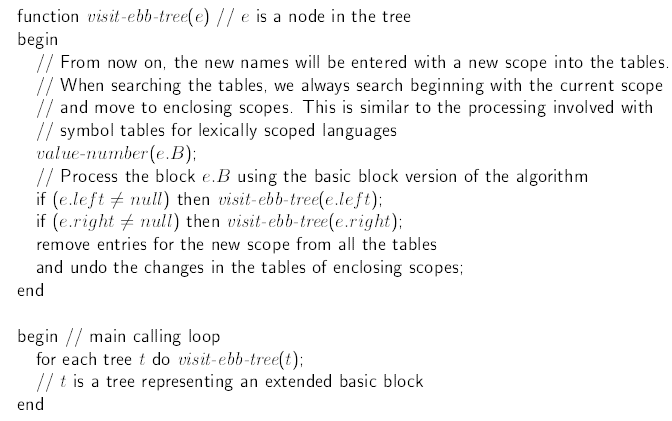 function visit-ebb-tree(e) // e is a node in the tree
begin
// From now on, the new names will be entered with a new scope into the tables.
// When searching the tables, we always search beginning with the current scope
// and move to enclosing scopes. This is similar to the processing involved with
// symbol tables for lexically scoped languages
value-number(e.B);
// Process the block e.B using the basic block version of the algorithm
if (e.left ≠ null) then visit-ebb-tree(e.left);
if (e.right ≠ null) then visit-ebb-tree(e.right);
remove entries for the new scope from all the tables
and undo the changes in the tables of enclosing scopes;
end
begin // main calling loop
for each tree t do visit-ebb-tree(t);
// t is a tree representing an extended basic block
end